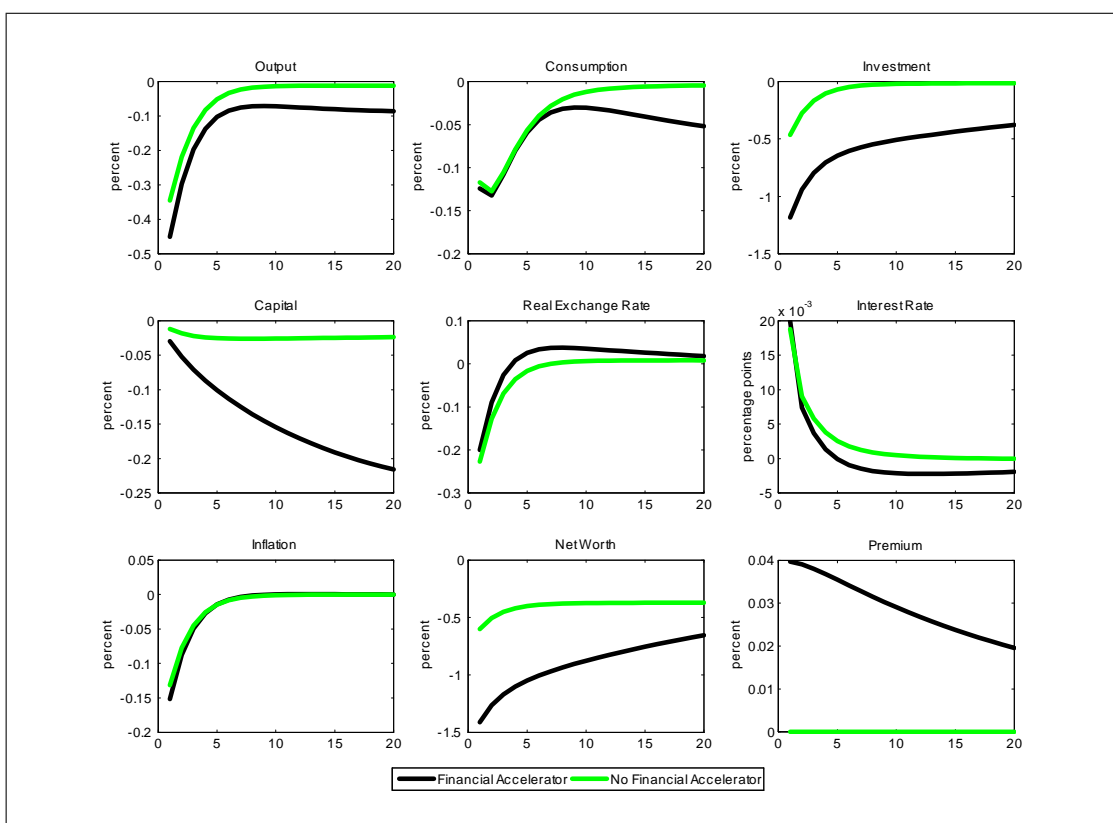 Output
percent
0
-0.1
-0.2
-0.3
-0.4
-0.5
0 5 10 15 20
Consumption
percent
0
-0.05
-0.1
-0.15
-0.2
0 5 10 15 20
Investment
percent
0
-0.5
-1
-1.5
0 5 10 15 20
Capital
percent
0
-0.05
-0.1
-0.15
-0.2
-0.25
0 5 10 15 20
Real Exchange Rate
percent
0.1
0
-0.1
-0.2
-0.3
0 5 10 15 20
Interest Rate
x 10-3
percentage points
20
15
10
5
0
-5
0 5 10 15 20
Inflation
percent
0.05
0
-0.05
-0.1
-0.15
-0.2
0 5 10 15 20
Net Worth
percent
0
-0.5
-1
-1.5
0 5 10 15 20
Premium
percent
0.04
0.03
0.02
0.01
0
0 5 10 15 20
Financial Accelerator No Financial Accelerator